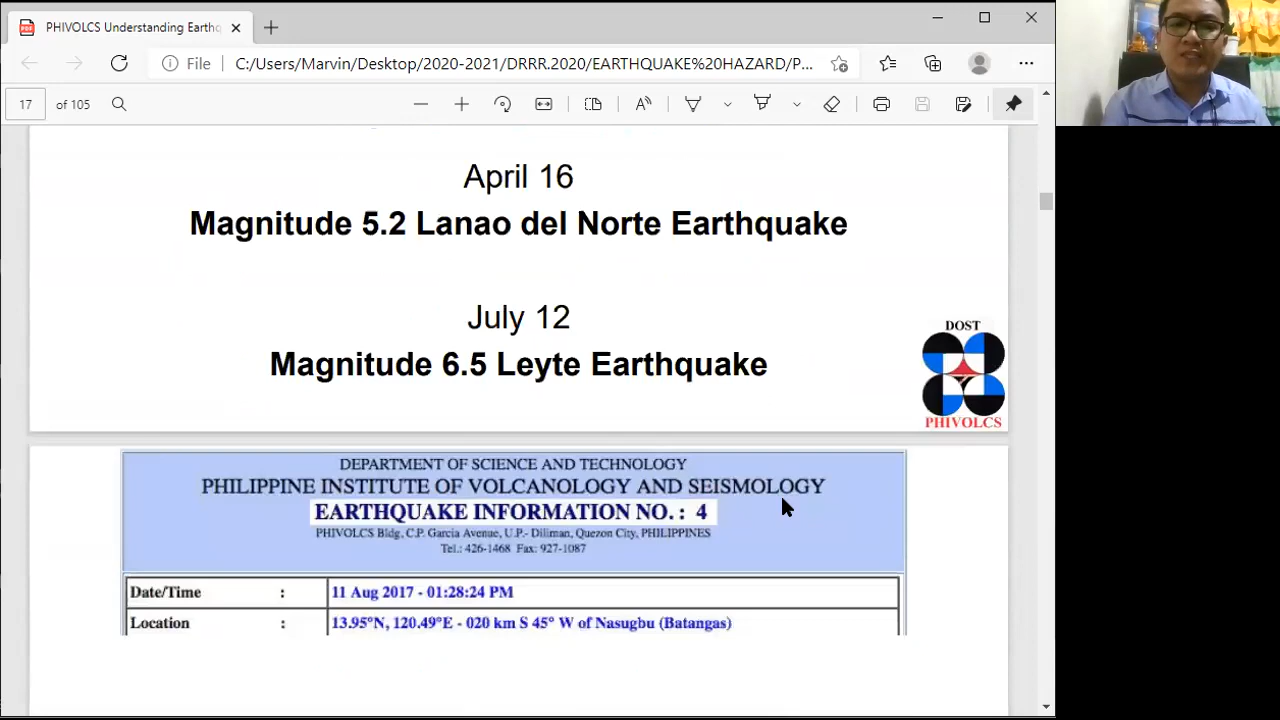 PHIVOLCS Understanding Earthq
File C:/Users/Marvin/Desktop/2020-2021/DRRR.2020/EARTHQUAKE%20HAZARD/P...
17 of 105
April 16
Magnitude 5.2 Lanao del Norte Earthquake
July 12
Magnitude 6.5 Leyte Earthquake
DOST
PHIVOLCS
DEPARTMENT OF SCIENCE AND TECHNOLOGY
PHILIPPINE INSTITUTE OF VOLCANOLOGY AND SEISMOLOGY
EARTHQUAKE INFORMATION NO. : 4
PHIVOLCS Bldg, C.P. Garcia Avenue, U.P.- Diliman, Quezon City, PHILIPPINES
Tel.: 426-1468 Fax: 927-1087
Date/Time : 11 Aug 2017 - 01:28:24 PM
Location : 13.95°N, 120.49°E - 020 km S 45° W of Nasugbu (Batangas)